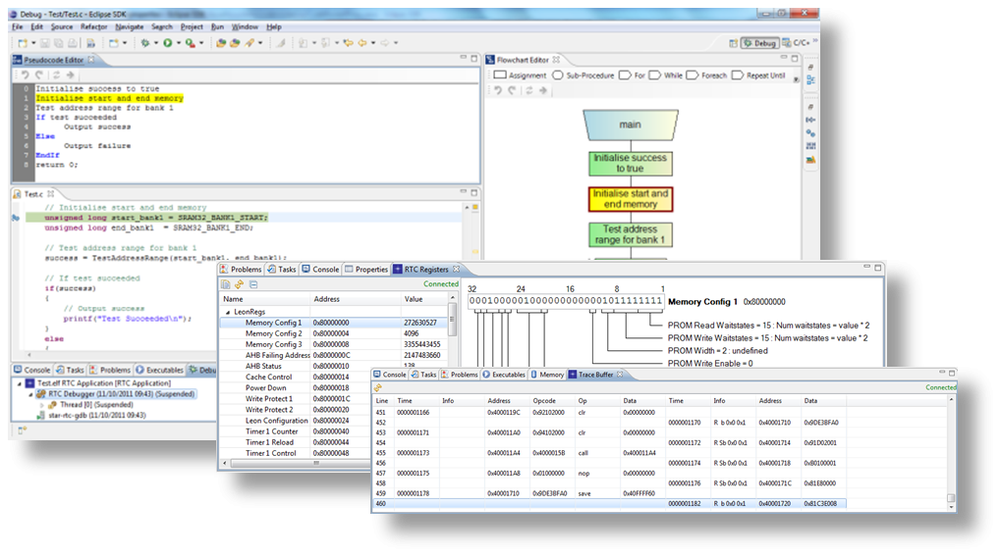 Debug - Test/Test.c - Eclipse SDK
File Edit Source Refactor Navigate Search Project Run Window Help
Debug C/C++
Pseudocode Editor
0 Initialise success to true
1 Initialise start and end memory
2 Test address range for bank 1
3 If test succeeded
4 Output success
5 Else
6 Output failure
7 EndIf
8 return 0;
Flowchart Editor
Assignment Sub-Procedure For While Foreach Repeat Until
main
Initialise success
to true
Initialise start and
end memory
Test address
range for bank 1
Test.c
// Initialise start and end memory
unsigned long start_bank1 = SRAM32_BANK1_START;
unsigned long end_bank1 = SRAM32_BANK1_END;
// Test address range for bank 1
success = TestAddressRange(start_bank1, end_bank1);
// If test succeeded
if(success)
{
// Output success
printf("Test Succeeded\n");
}
else
{
Console Tasks Problems Executables Debu
Test.elf RTC Application [RTC Application]
RTC Debugger (11/10/2011 09:43) (Suspended)
Thread [0] (Suspended)
star-rtc-gdb (11/10/2011 09:43)
Problems Tasks Console Properties RTC Registers
Connected
Name Address Value
LeonRegs
Memory Config 1 0x80000000 272630527
Memory Config 2 0x80000004 4096
Memory Config 3 0x80000008 3355443455
AHB Failing Address 0x8000000C 2147483660
AHB Status 0x80000010 138
Cache Control 0x80000014
Power Down 0x80000018
Write Protect 1 0x8000001C
Write Protect 2 0x80000020
Leon Configuration 0x80000024
Timer 1 Counter 0x80000040
Timer 1 Reload 0x80000044
Timer 1 Control 0x80000048
32 24 16 8 1
00010000010000000000001011111111
Memory Config 1 0x80000000
PROM Read Waitstates = 15 : Num waitstates = value * 2
PROM Write Waitstates = 15 : Num waitstates = value * 2
PROM Width = 2 : undefined
PROM Write Enable = 0
Console Tasks Problems Executables Memory Trace Buffer
Connected
Line Time Info Address Opcode Op Data Time Info Address Data
451 0000001166 0x4000119C 0x92102000 clr 0x00000000
452 0000001170 R b 0x0 0x1 0x40001710 0x9DE3BFA0
453 0000001171 0x400011A0 0x94102000 clr 0x00000000
454 0000001172 R Sb 0x0 0x1 0x40001714 0x91D02001
455 0000001173 0x400011A4 0x4000015B call 0x400011A4
456 0000001174 R Sb 0x0 0x1 0x40001718 0xB0100001
457 0000001175 0x400011A8 0x01000000 nop 0x00000000
458 0000001176 R Sb 0x0 0x1 0x4000171C 0x81E80000
459 0000001178 0x40001710 0x9DE3BFA0 save 0x40FFFF60
460 0000001182 R b 0x0 0x1 0x40001720 0x81C3E008